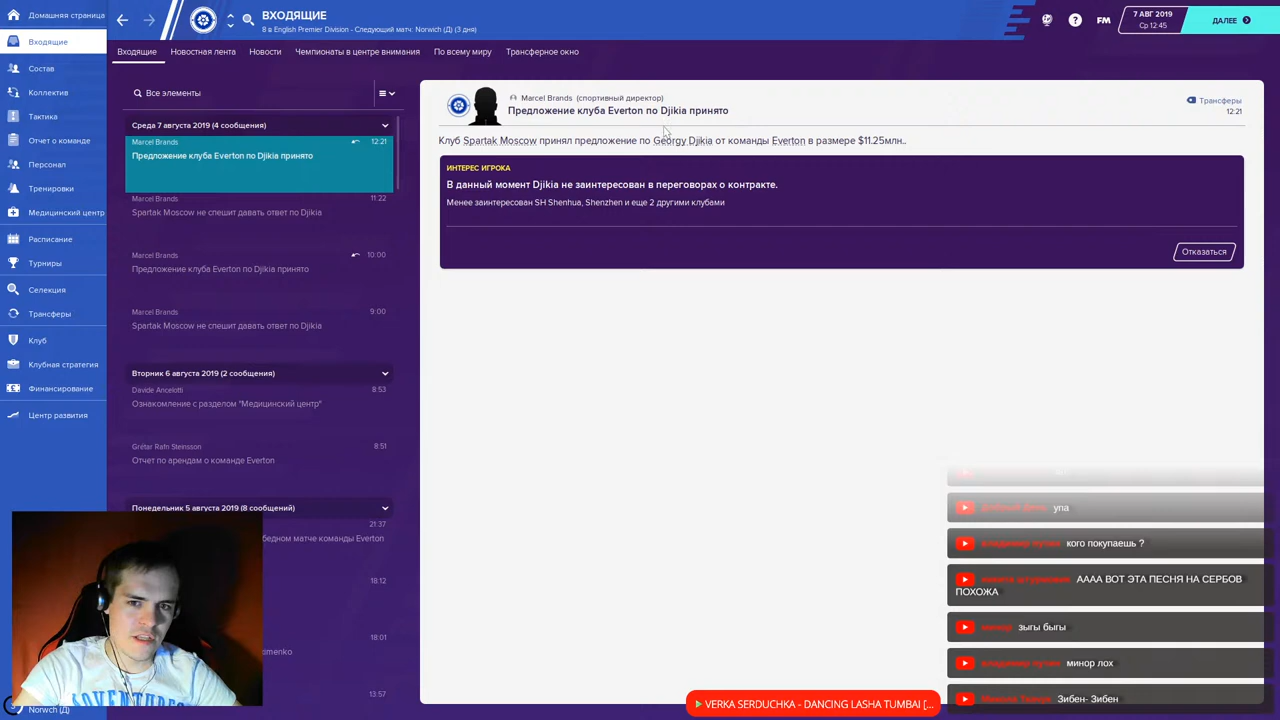 Домашняя страница
Входящие
Состав
Коллектив
Тактика
Отчет о команде
Персонал
Тренировки
Медицинский центр
Расписание
Турниры
Селекция
Трансферы
Клуб
Клубная стратегия
Финансирование
Центр развития
Norwch (Д)
ВХОДЯЩИЕ
8 в English Premier Division - Следующий матч: Norwich (Д) (3 дня)
FM
7 АВГ 2019
Ср 12:45
ДАЛЕЕ
Входящие
Новостная лента
Новости
Чемпионаты в центре внимания
По всему миру
Трансферное окно
Все элементы
Среда 7 августа 2019 (4 сообщения)
Marcel Brands 12:21
Предложение клуба Everton по Djikia принято
Marcel Brands 11:22
Spartak Moscow не спешит давать ответ по Djikia
Marcel Brands 10:00
Предложение клуба Everton по Djikia принято
Marcel Brands 9:00
Spartak Moscow не спешит давать ответ по Djikia
Вторник 6 августа 2019 (2 сообщения)
Davide Ancelotti 8:53
Ознакомление с разделом "Медицинский центр"
Grétar Rafn Steinsson 8:51
Отчет по арендам о команде Everton
Понедельник 5 августа 2019 (8 сообщений)
21:37
бедном матче команды Everton
18:12
18:01
imenko
13:57
Marcel Brands (спортивный директор)
Предложение клуба Everton по Djikia принято
Трансферы
12:21
Клуб Spartak Moscow принял предложение по Georgy Djikia от команды Everton в размере $11.25млн..
ИНТЕРЕС ИГРОКА
В данный момент Djikia не заинтересован в переговорах о контракте.
Менее заинтересован SH Shenhua, Shenzhen и еще 2 другими клубами
Отказаться
упа
кого покупаешь ?
АААА ВОТ ЭТА ПЕСНЯ НА СЕРБОВ
ПОХОЖА
зыгы быгы
минор лох
Зибен- Зибен
VERKA SERDUCHKA - DANCING LASHA TUMBAI [...